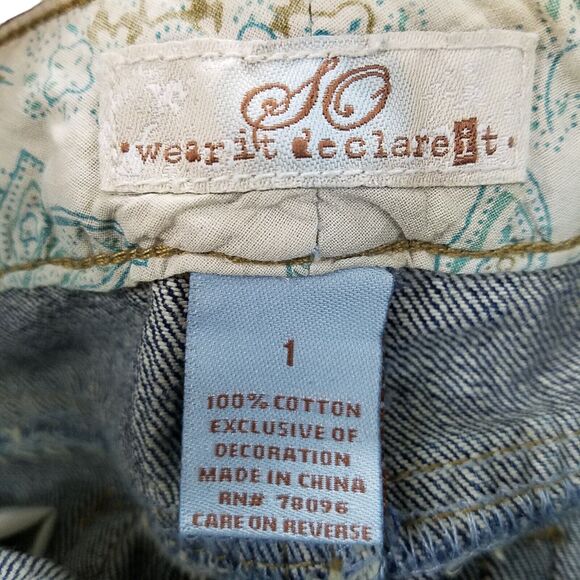 SO
• wear it declare it •
1
100% COTTON
EXCLUSIVE OF
DECORATION
MADE IN CHINA
RN# 78096
CARE ON REVERSE